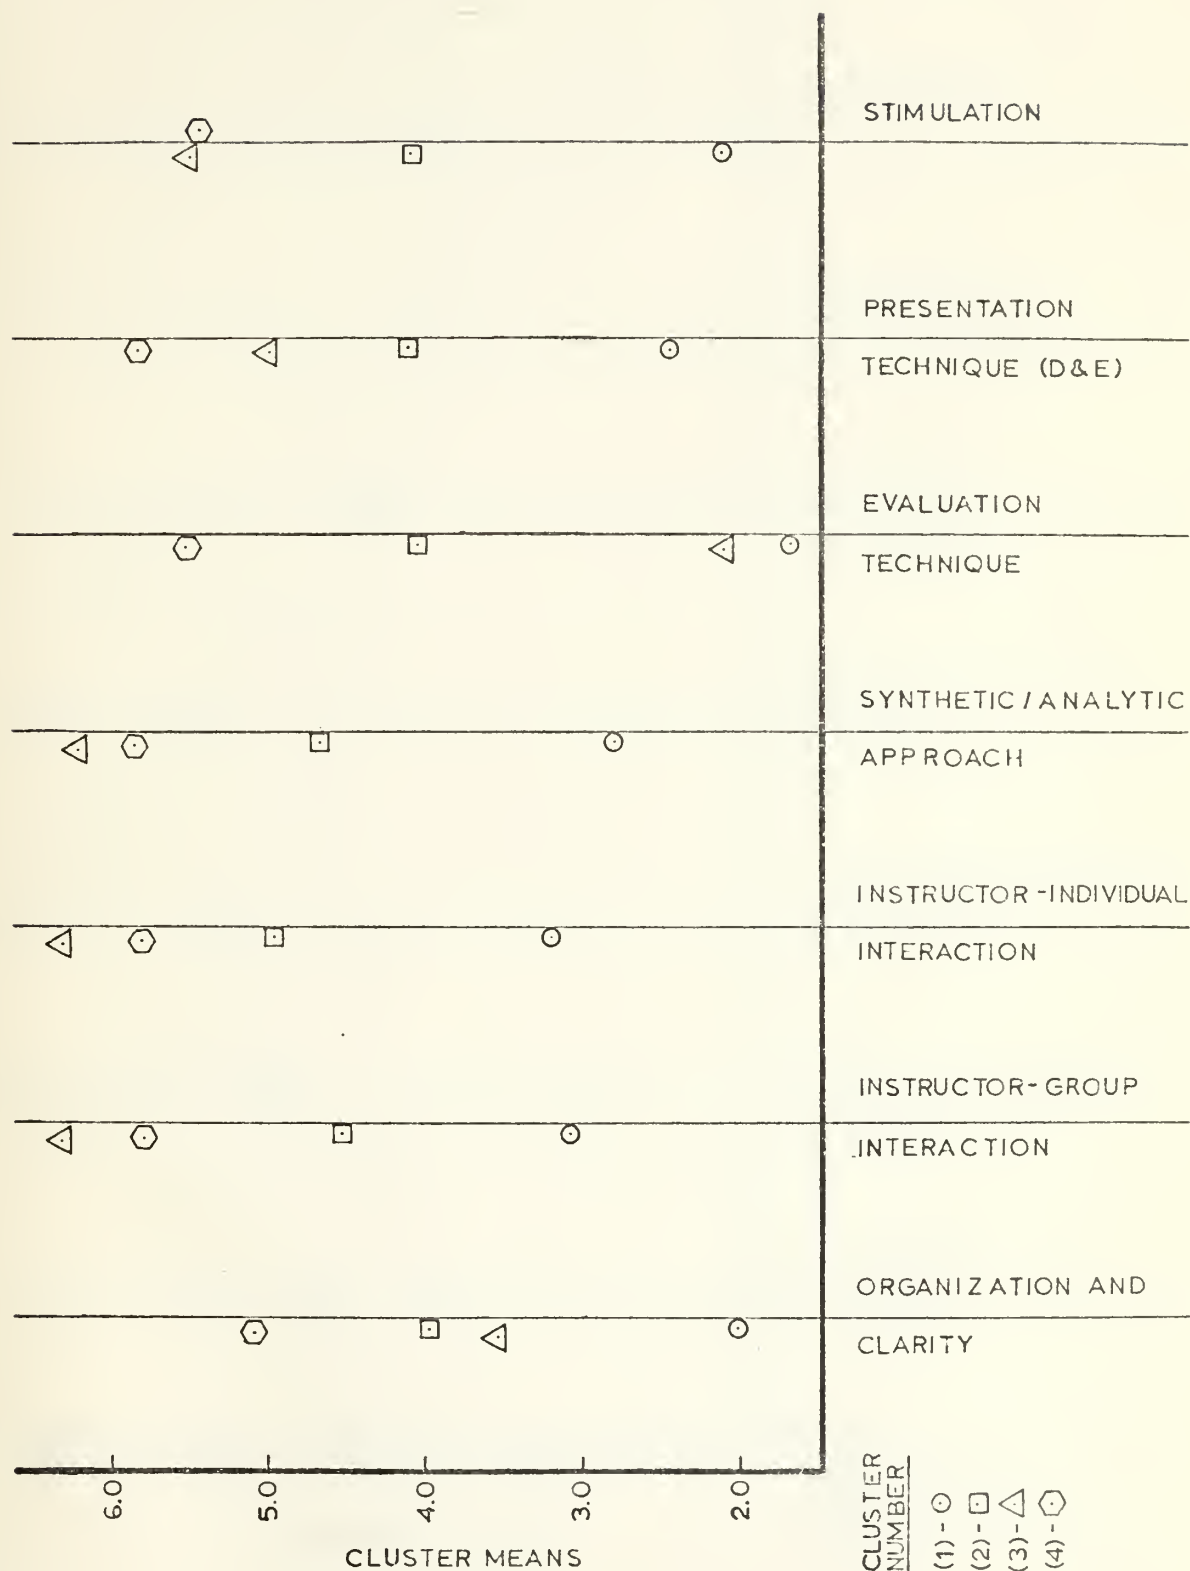 STIMULATION
PRESENTATION
TECHNIQUE (D&E)
EVALUATION
TECHNIQUE
SYNTHETIC/ANALYTIC
APPROACH
INSTRUCTOR-INDIVIDUAL
INTERACTION
INSTRUCTOR-GROUP
INTERACTION
ORGANIZATION AND
CLARITY
6.0 5.0 4.0 3.0 2.0
CLUSTER MEANS
CLUSTER
NUMBER
(1)-
(2)-
(3)-
(4)-